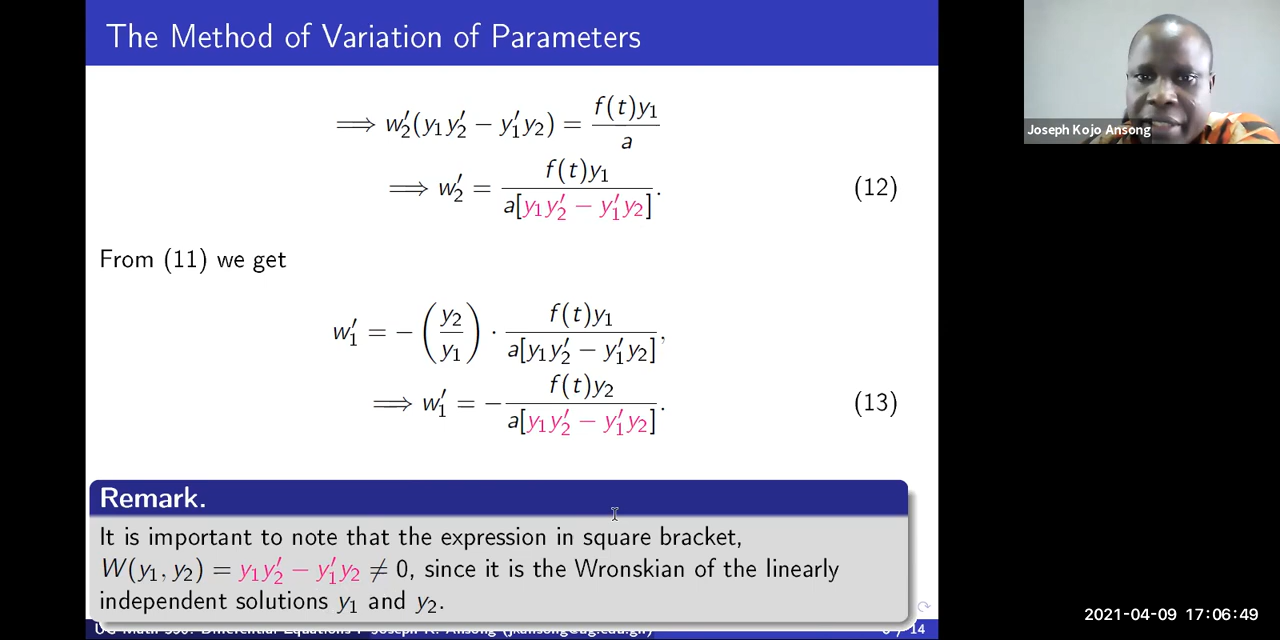 The Method of Variation of Parameters
Joseph Kojo Ansong
⟹ w₂′(y₁y₂′ − y₁′y₂) = f(t)y₁ / a
⟹ w₂′ = f(t)y₁ / a[y₁y₂′ − y₁′y₂]. (12)
From (11) we get
w₁′ = −(y₂/y₁) · f(t)y₁ / a[y₁y₂′ − y₁′y₂],
⟹ w₁′ = − f(t)y₂ / a[y₁y₂′ − y₁′y₂]. (13)
Remark.
It is important to note that the expression in square bracket,
W(y₁, y₂) = y₁y₂′ − y₁′y₂ ≠ 0, since it is the Wronskian of the linearly
independent solutions y₁ and y₂.
14
2021-04-09 17:06:49